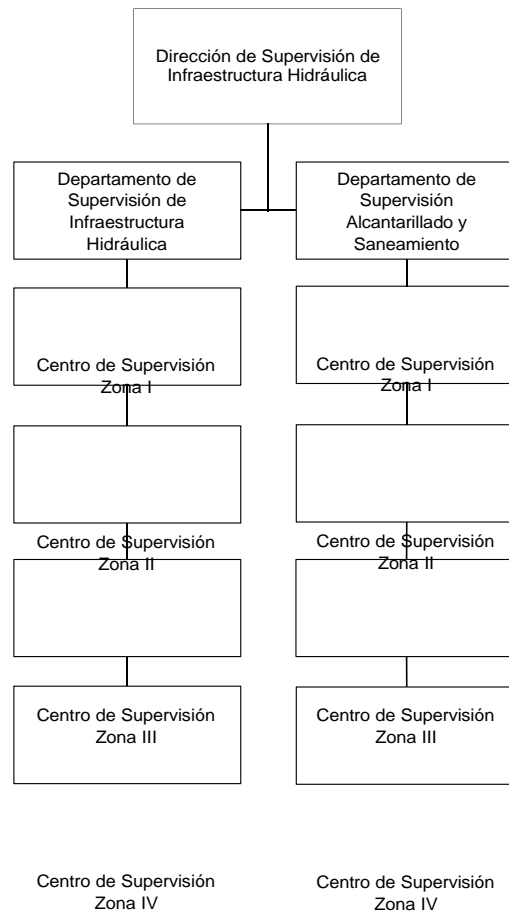 Dirección de Supervisión de
Infraestructura Hidráulica
Departamento de
Supervisión de
Infraestructura
Hidráulica
Departamento de
Supervisión
Alcantarillado y
Saneamiento
Centro de Supervisión
Zona I
Centro de Supervisión
Zona I
Centro de Supervisión
Zona II
Centro de Supervisión
Zona II
Centro de Supervisión
Zona III
Centro de Supervisión
Zona III
Centro de Supervisión
Zona IV
Centro de Supervisión
Zona IV